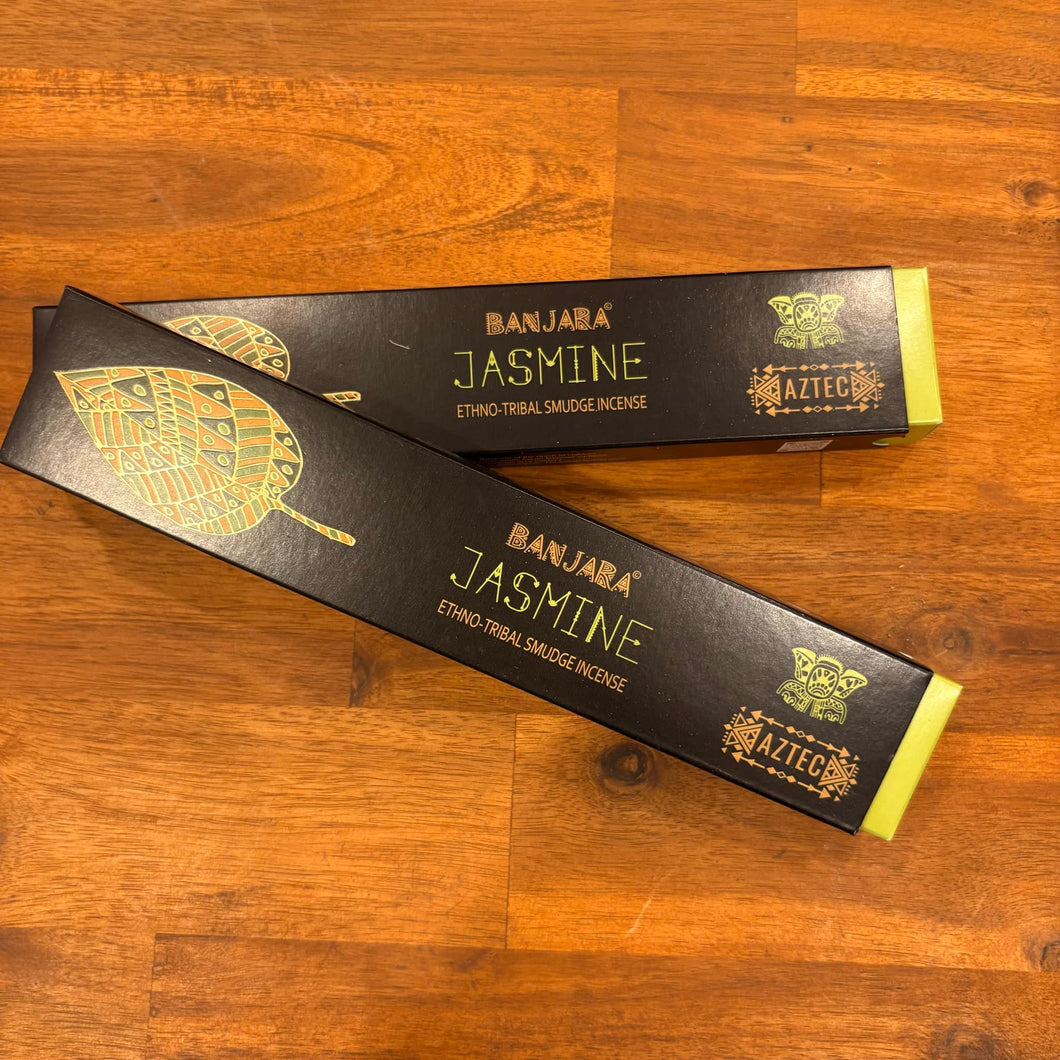 BANJARA©
JASMINE
ETHNO-TRIBAL SMUDGE INCENSE
AZTEC
BANJARA©
JASMINE
ETHNO-TRIBAL SMUDGE INCENSE
AZTEC